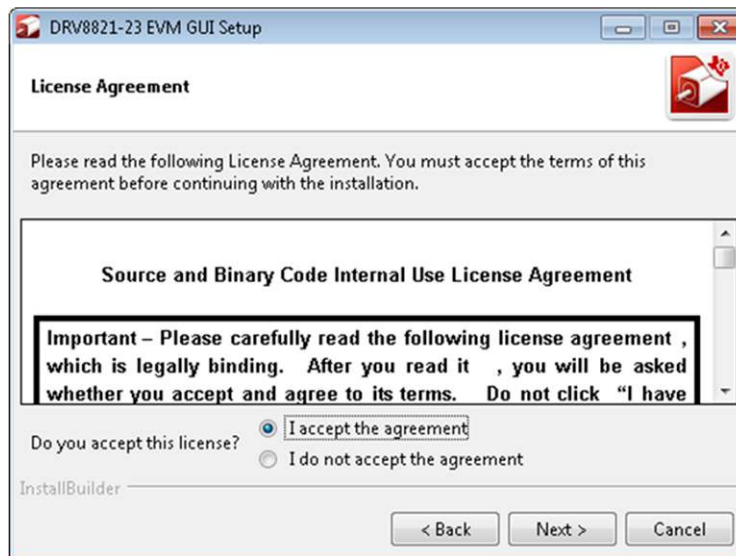 DRV8821-23 EVM GUI Setup
License Agreement
Please read the following License Agreement. You must accept the terms of this
agreement before continuing with the installation.
Source and Binary Code Internal Use License Agreement
Important – Please carefully read the following license agreement ,
which is legally binding. After you read it , you will be asked
whether you accept and agree to its terms. Do not click “I have
Do you accept this license?
I accept the agreement
I do not accept the agreement
InstallBuilder
< Back
Next >
Cancel